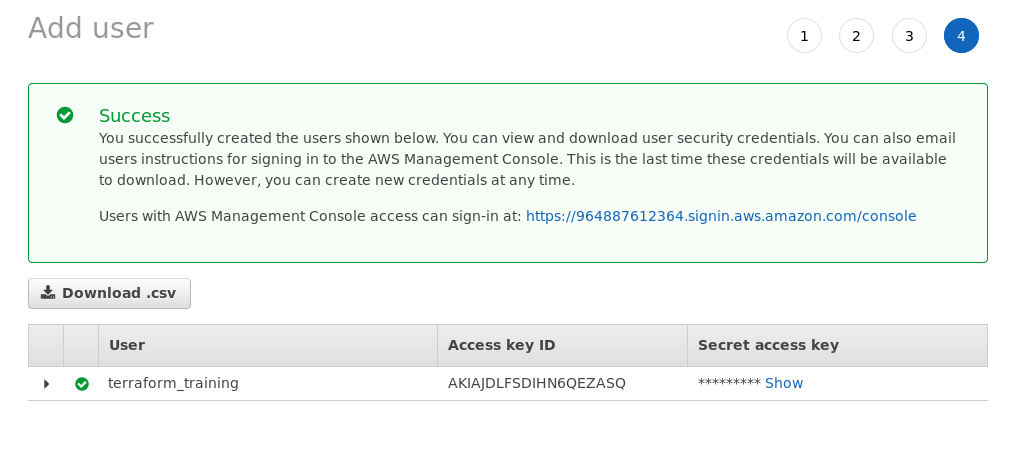 Add user
1 2 3 4
Success
You successfully created the users shown below. You can view and download user security credentials. You can also email
users instructions for signing in to the AWS Management Console. This is the last time these credentials will be available
to download. However, you can create new credentials at any time.
Users with AWS Management Console access can sign-in at: https://964887612364.signin.aws.amazon.com/console
Download .csv
User Access key ID Secret access key
terraform_training AKIAJDLFSDIHN6QEZASQ ********* Show